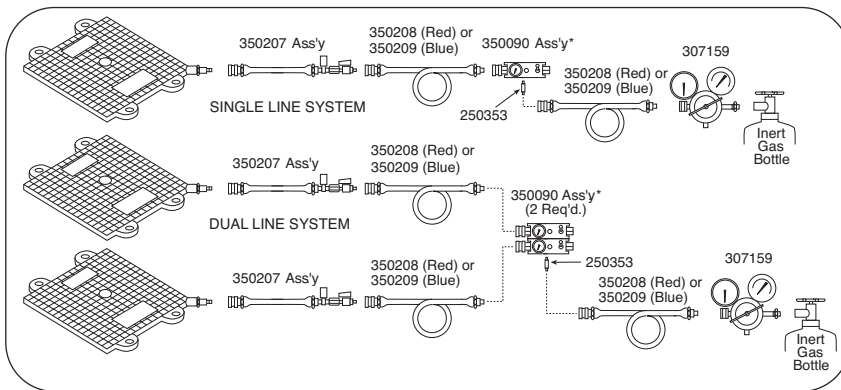 350207 Ass'y
350208 (Red) or
350209 (Blue)
350090 Ass'y*
307159
350208 (Red) or
350209 (Blue)
250353
SINGLE LINE SYSTEM
Inert
Gas
Bottle
350207 Ass'y
350208 (Red) or
350209 (Blue)
350090 Ass'y*
(2 Req'd.)
DUAL LINE SYSTEM
250353
307159
350207 Ass'y
350208 (Red) or
350209 (Blue)
350208 (Red) or
350209 (Blue)
Inert
Gas
Bottle